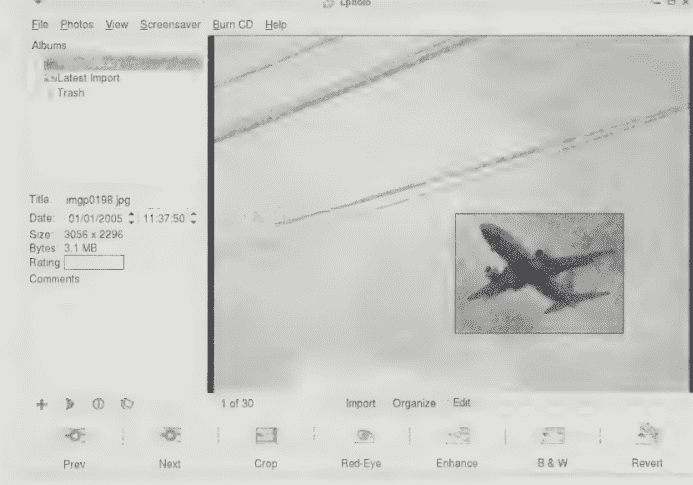 Lphoto
File Photos View Screensaver Burn CD Help
Albums
Latest Import
Trash
Title: imgp0198.jpg
Date: 01/01/2005 11:37:50
Size: 3056 x 2296
Bytes: 3.1 MB
Rating
Comments
1 of 30 Import Organize Edit
Prev Next Crop Red-Eye Enhance B & W Revert